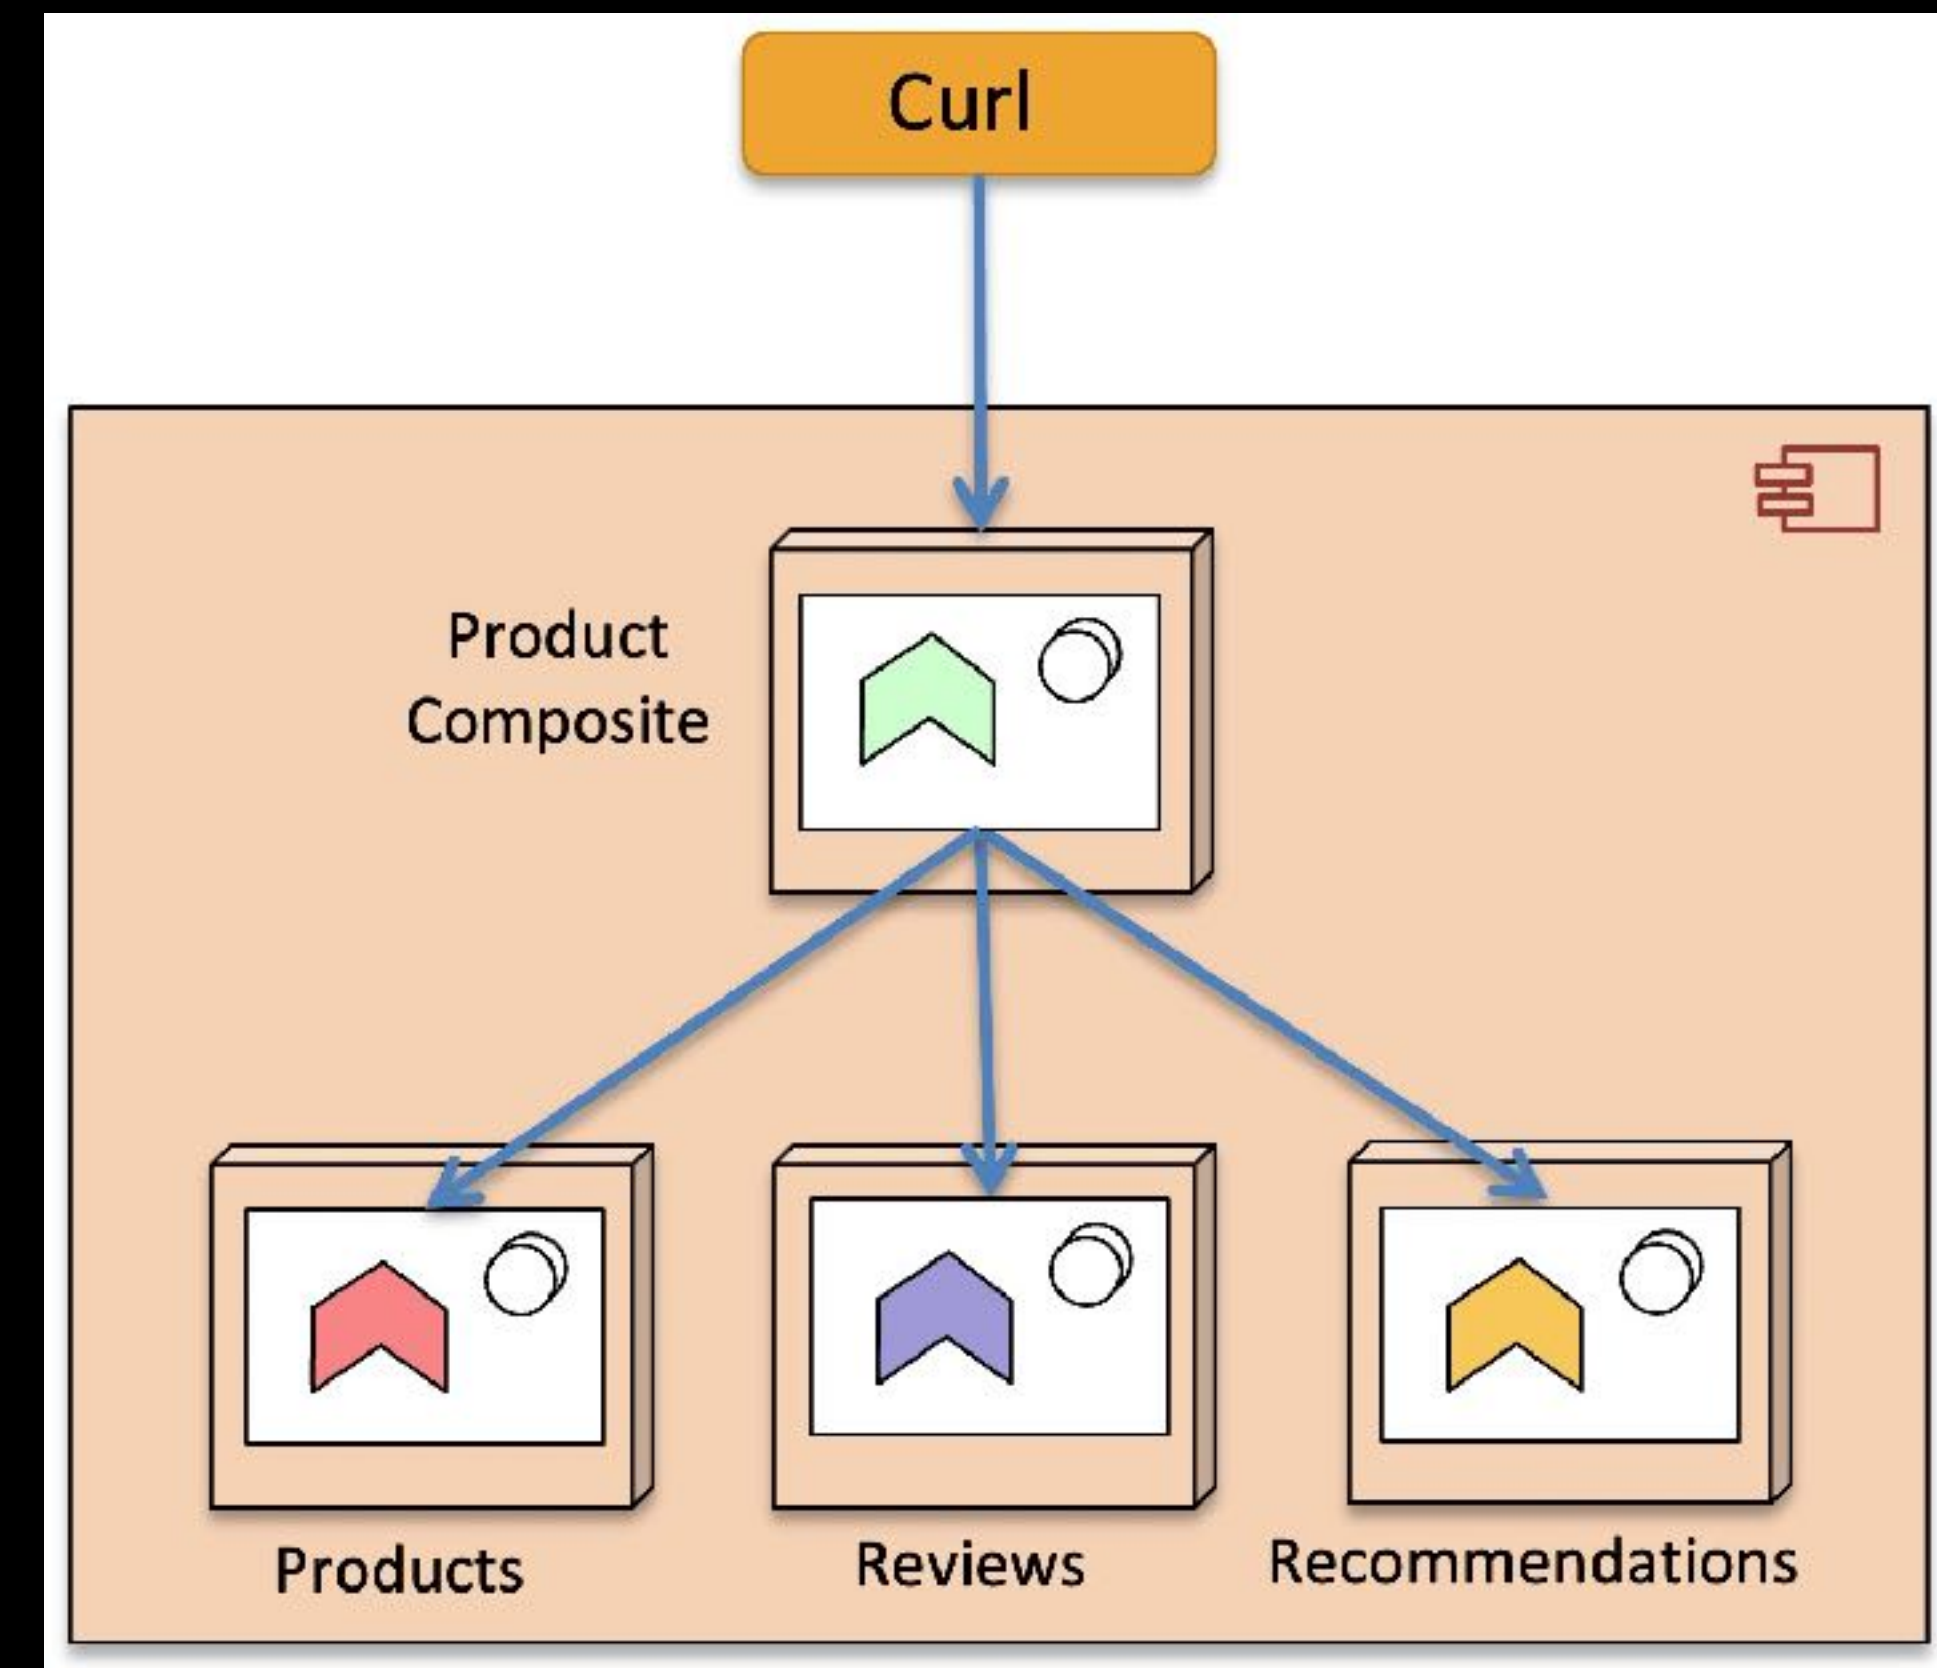 Curl
Product
Composite
Products
Reviews
Recommendations